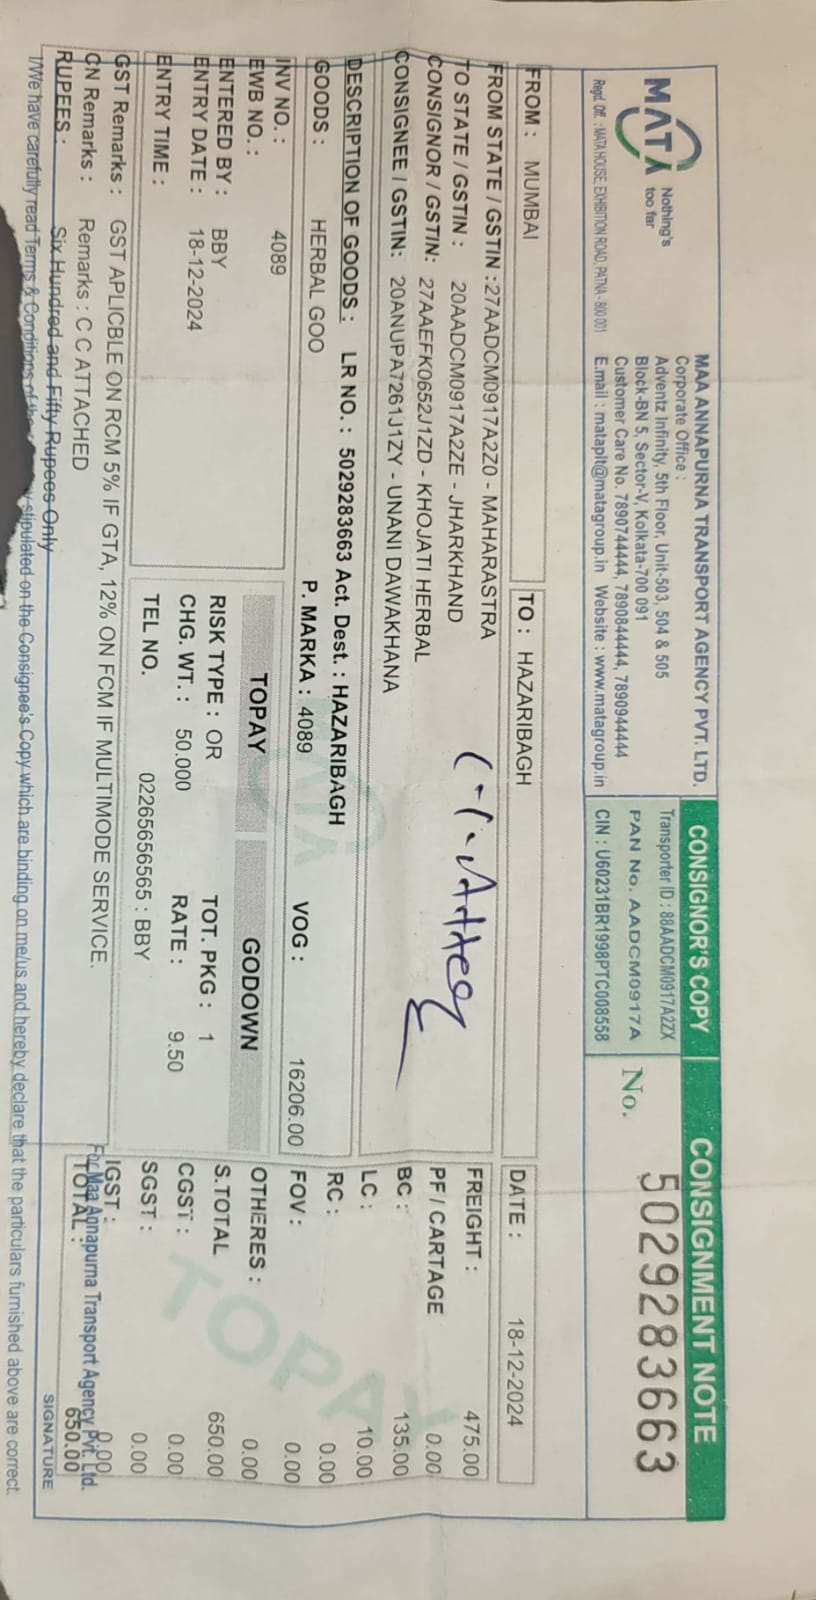 MATA
Nothing's
too far
Regd. Off. : MATA HOUSE, EXHIBITION ROAD, PATNA - 800 001
MAA ANNAPURNA TRANSPORT AGENCY PVT. LTD.
Corporate Office :
Adventz Infinity, 5th Floor, Unit-503, 504 & 505
Block-BN 5, Sector-V, Kolkata-700 091
Customer Care No. 7890744444, 7890844444, 7890944444
E.mail : mataplt@matagroup.in Website : www.matagroup.in
CONSIGNOR'S COPY
Transporter ID : 88AADCM0917A2ZX
PAN No. AADCM0917A
CIN : U60231BR1998PTC008558
CONSIGNMENT NOTE
No. 5029283663
FROM : MUMBAI TO : HAZARIBAGH DATE : 18-12-2024
FROM STATE / GSTIN : 27AADCM0917A2Z0 - MAHARASTRA
TO STATE / GSTIN : 20AADCM0917A2ZE - JHARKHAND
CONSIGNOR / GSTIN: 27AAEFK0652J1ZD - KHOJATI HERBAL
CONSIGNEE / GSTIN: 20ANUPA7261J1ZY - UNANI DAWAKHANA
DESCRIPTION OF GOODS : LR NO. : 5029283663 Act. Dest. : HAZARIBAGH
GOODS : HERBAL GOO P. MARKA : 4089 VOG : 16206.00
INV NO. : 4089
EWB NO. :
ENTERED BY : BBY
ENTRY DATE : 18-12-2024
ENTRY TIME :
TOPAY GODOWN
RISK TYPE : OR TOT. PKG : 1
CHG. WT. : 50.000 RATE : 9.50
TEL NO. 02265656565 : BBY
FREIGHT : 475.00
PF / CARTAGE 0.00
BC : 135.00
LC : 10.00
RC : 0.00
FOV : 0.00
OTHERES : 0.00
S.TOTAL 650.00
CGST : 0.00
SGST : 0.00
IGST : 0.00
TOTAL : 650.00
TOPAY
GST Remarks : GST APLICBLE ON RCM 5% IF GTA, 12% ON FCM IF MULTIMODE SERVICE.
CN Remarks : Remarks : C C ATTACHED
RUPEES : Six Hundred and Fifty Rupees Only
For Maa Annapurna Transport Agency Pvt. Ltd.
SIGNATURE
I/We have carefully read Terms & Conditions of the stipulated on the Consignee's Copy which are binding on me/us and hereby declare that the particulars furnished above are correct.